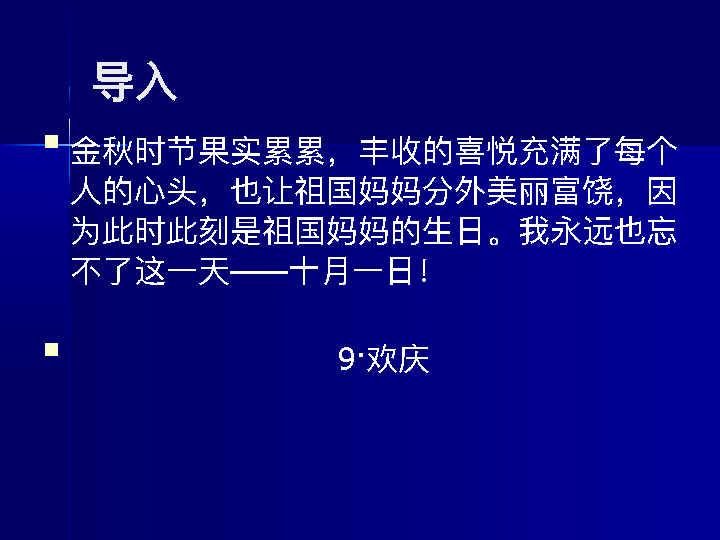 导入
金秋时节果实累累，丰收的喜悦充满了每个
人的心头，也让祖国妈妈分外美丽富饶，因
为此时此刻是祖国妈妈的生日。我永远也忘
不了这一天——十月一日！
9·欢庆